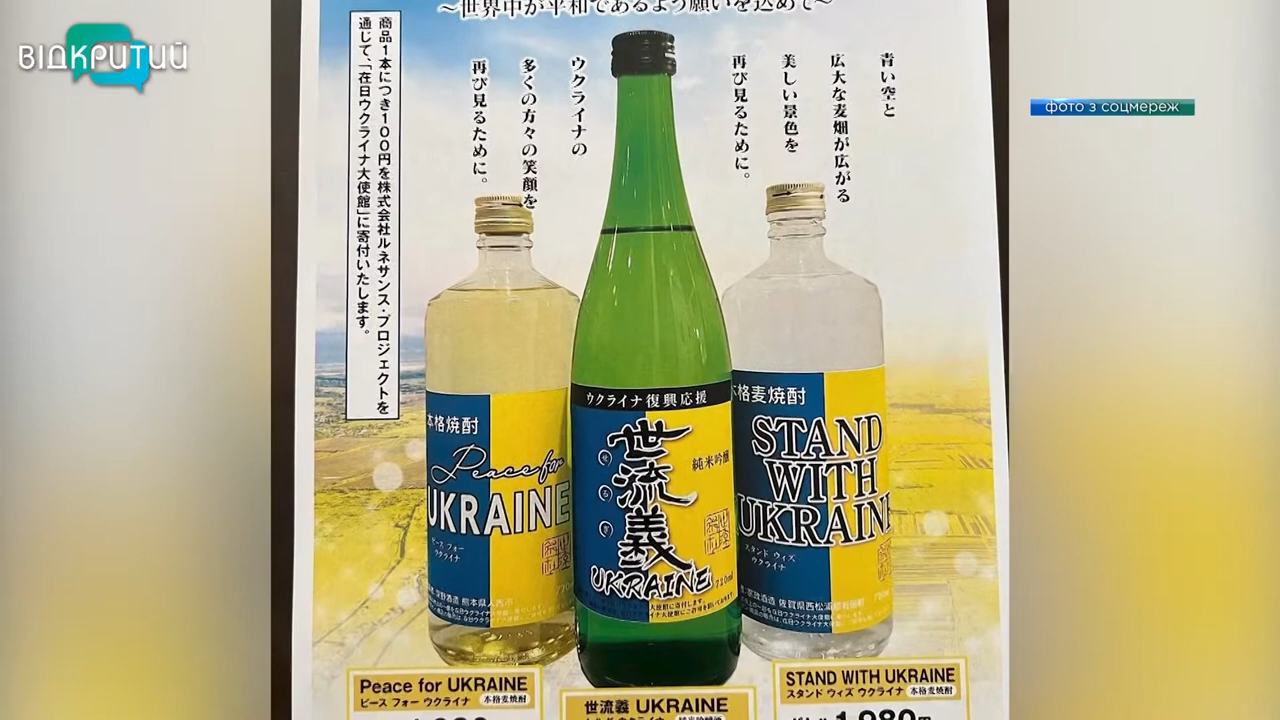 ВІДКРИТИЙ
фото з соцмереж
~世界中が平和であるよう願いを込めて~
青い空と
広大な麦畑が広がる
美しい景色を
再び見るために。
ウクライナの
多くの方々の笑顔を
再び見るために。
商品1本につき100円を株式会社ルネサンス・プロジェクトを
通じて、「在日ウクライナ大使館」に寄付いたします。
本格焼酎
Peace for
UKRAINE
ピース フォー
ウクライナ
720ml
ウクライナ復興応援
世流義
せるぎ
純米吟醸
UKRAINE
720ml
本格麦焼酎
STAND
WITH
UKRAINE
スタンド ウィズ
ウクライナ
Peace for UKRAINE
ピース フォー ウクライナ 本格麦焼酎
世流義 UKRAINE
STAND WITH UKRAINE
スタンド ウィズ ウクライナ 本格麦焼酎
1,980円